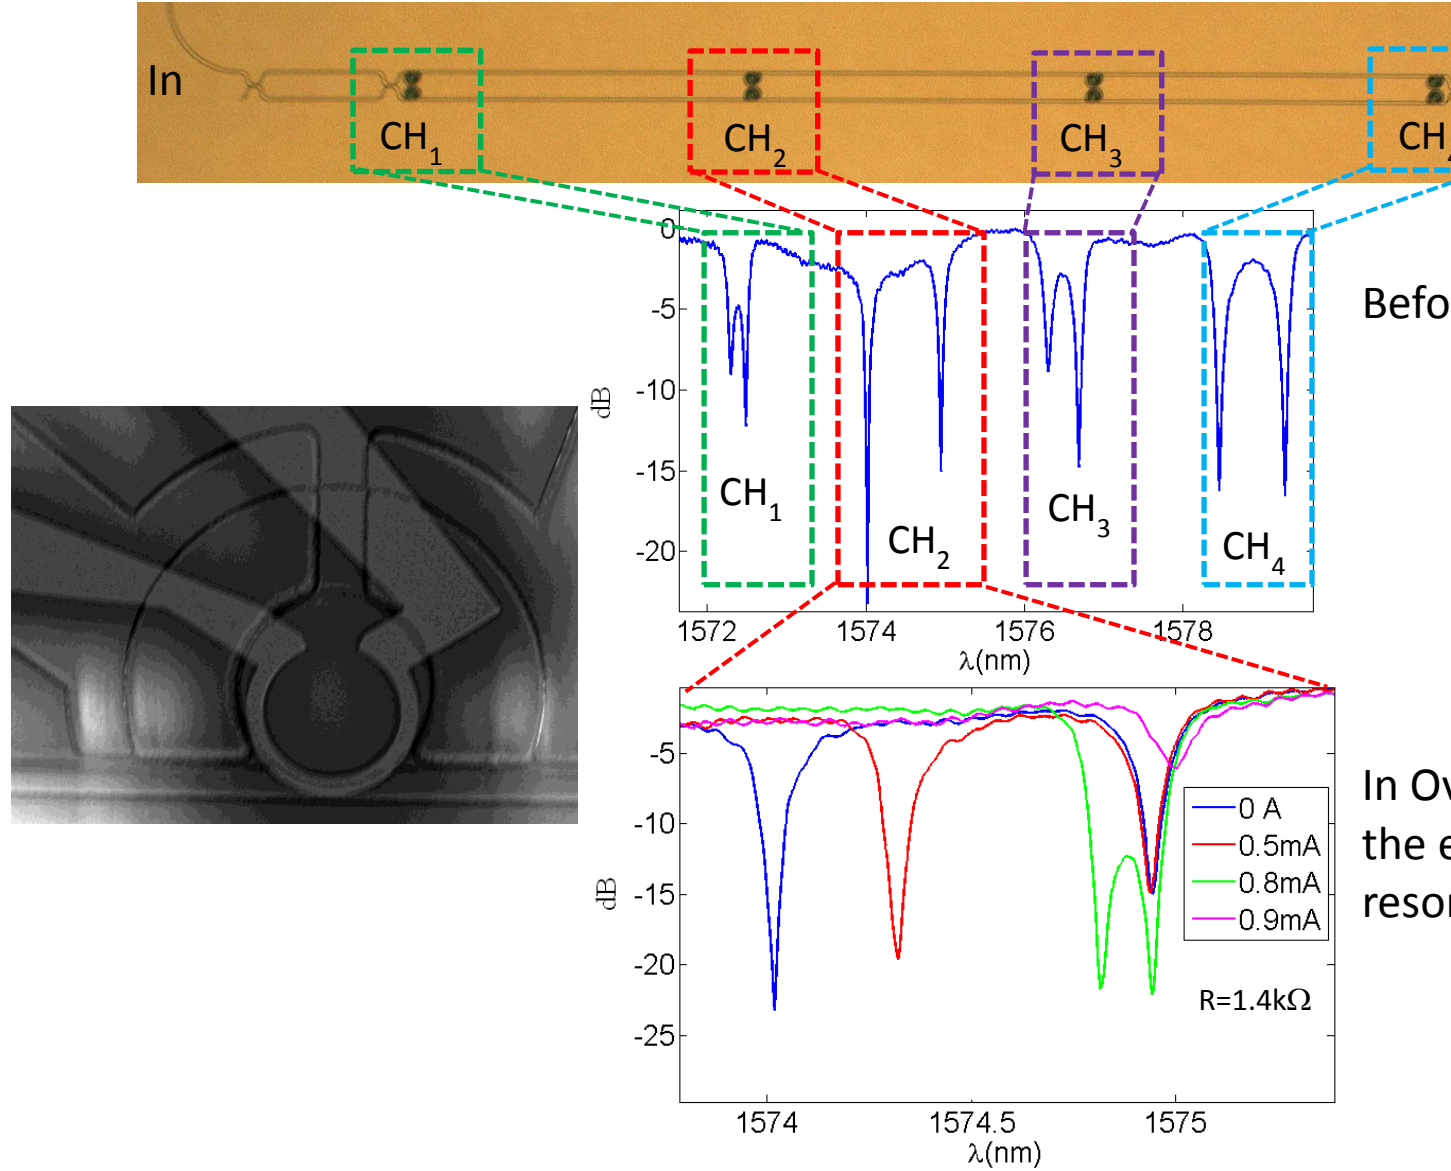 In
CH1
CH2
CH3
CH
0
-5
-10
-15
-20
dB
CH1
CH2
CH3
CH4
1572
1574
1576
1578
λ(nm)
Befo
-5
-10
-15
-20
-25
dB
0 A
0.5mA
0.8mA
0.9mA
R=1.4kΩ
1574
1574.5
1575
λ(nm)
In Ov
the e
resor